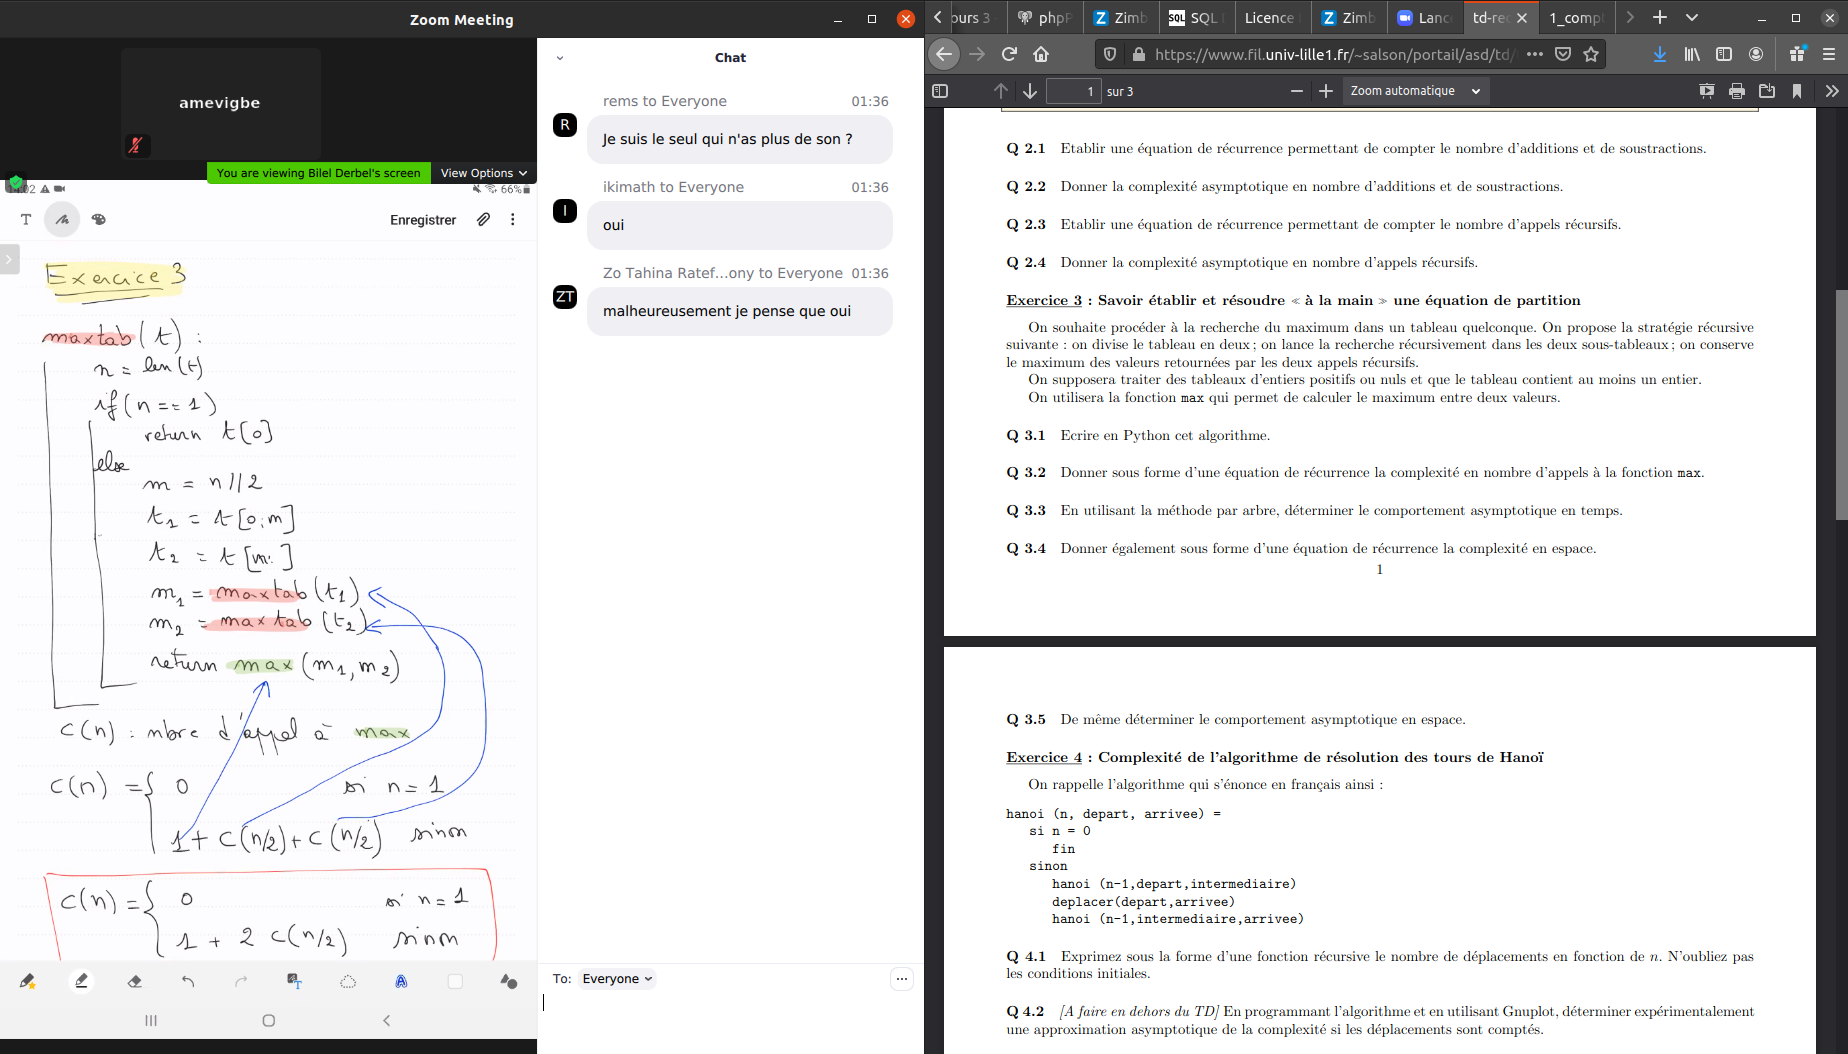 Zoom Meeting
amevigbe
You are viewing Bilel Derbel's screen
View Options
66%
Enregistrer
Exercice 3
maxtab(t) :
n = len(t)
if(n == 1)
return t[0]
else
m = n//2
t1 = t[0:m]
t2 = t[m:]
m1 = maxtab(t1)
m2 = maxtab(t2)
return max(m1, m2)
C(n) : nbre d'appel à max
C(n) = { 0 si n = 1
1 + C(n/2) + C(n/2) sinon
C(n) = { 0 si n = 1
1 + 2 C(n/2) sinon
Chat
rems to Everyone 01:36
R
Je suis le seul qui n'as plus de son ?
ikimath to Everyone 01:36
I
oui
Zo Tahina Ratef...ony to Everyone 01:36
ZT
malheureusement je pense que oui
To: Everyone
ours 3 -
phpP
Zimb
SQL SQL
Licence
Zimb
Lanc
td-rec
1_comp
https://www.fil.univ-lille1.fr/~salson/portail/asd/td/
1 sur 3
Zoom automatique
Q 2.1 Etablir une équation de récurrence permettant de compter le nombre d'additions et de soustractions.
Q 2.2 Donner la complexité asymptotique en nombre d'additions et de soustractions.
Q 2.3 Etablir une équation de récurrence permettant de compter le nombre d'appels récursifs.
Q 2.4 Donner la complexité asymptotique en nombre d'appels récursifs.
Exercice 3 : Savoir établir et résoudre « à la main » une équation de partition
On souhaite procéder à la recherche du maximum dans un tableau quelconque. On propose la stratégie récursive
suivante : on divise le tableau en deux ; on lance la recherche récursivement dans les deux sous-tableaux ; on conserve
le maximum des valeurs retournées par les deux appels récursifs.
On supposera traiter des tableaux d'entiers positifs ou nuls et que le tableau contient au moins un entier.
On utilisera la fonction max qui permet de calculer le maximum entre deux valeurs.
Q 3.1 Ecrire en Python cet algorithme.
Q 3.2 Donner sous forme d'une équation de récurrence la complexité en nombre d'appels à la fonction max.
Q 3.3 En utilisant la méthode par arbre, déterminer le comportement asymptotique en temps.
Q 3.4 Donner également sous forme d'une équation de récurrence la complexité en espace.
1
Q 3.5 De même déterminer le comportement asymptotique en espace.
Exercice 4 : Complexité de l'algorithme de résolution des tours de Hanoï
On rappelle l'algorithme qui s'énonce en français ainsi :
hanoi (n, depart, arrivee) =
si n = 0
fin
sinon
hanoi (n-1,depart,intermediaire)
deplacer(depart,arrivee)
hanoi (n-1,intermediaire,arrivee)
Q 4.1 Exprimez sous la forme d'une fonction récursive le nombre de déplacements en fonction de n. N'oubliez pas
les conditions initiales.
Q 4.2 [A faire en dehors du TD] En programmant l'algorithme et en utilisant Gnuplot, déterminer expérimentalement
une approximation asymptotique de la complexité si les déplacements sont comptés.